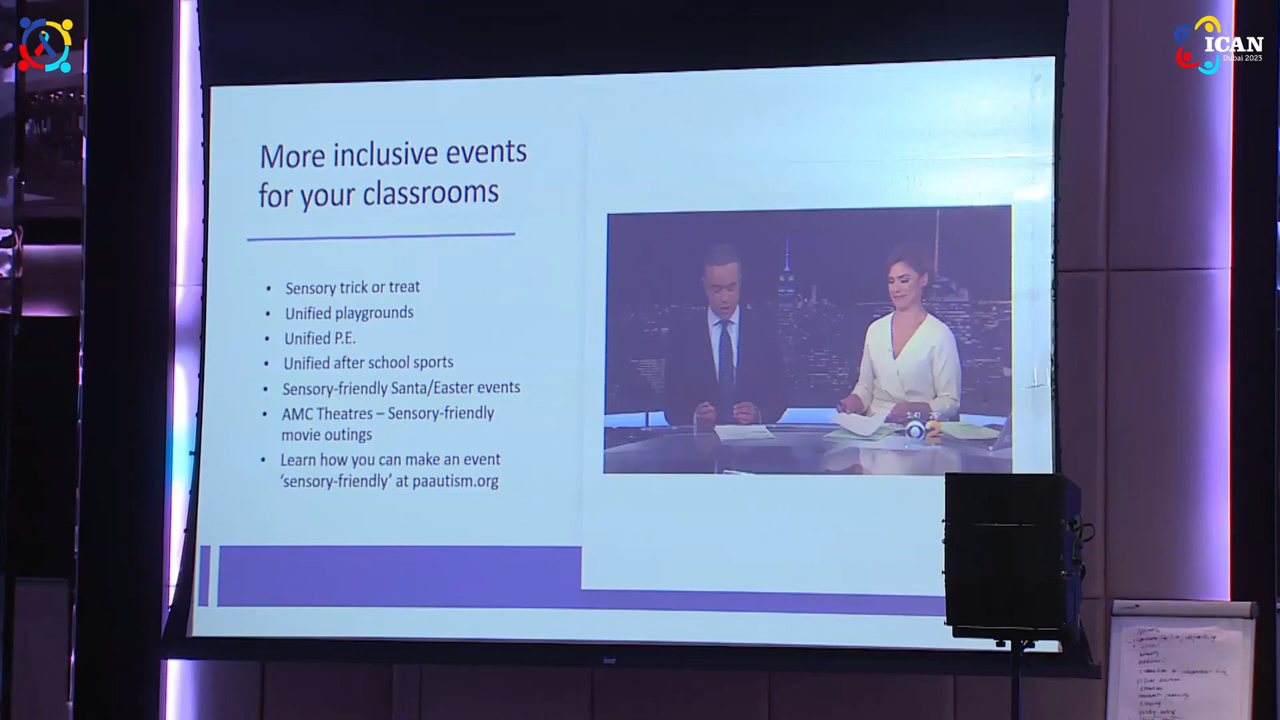 ICAN
Dubai 2023
More inclusive events
for your classrooms
• Sensory trick or treat
• Unified playgrounds
• Unified P.E.
• Unified after school sports
• Sensory-friendly Santa/Easter events
• AMC Theatres – Sensory-friendly
movie outings
• Learn how you can make an event
‘sensory-friendly’ at paautism.org
5:41